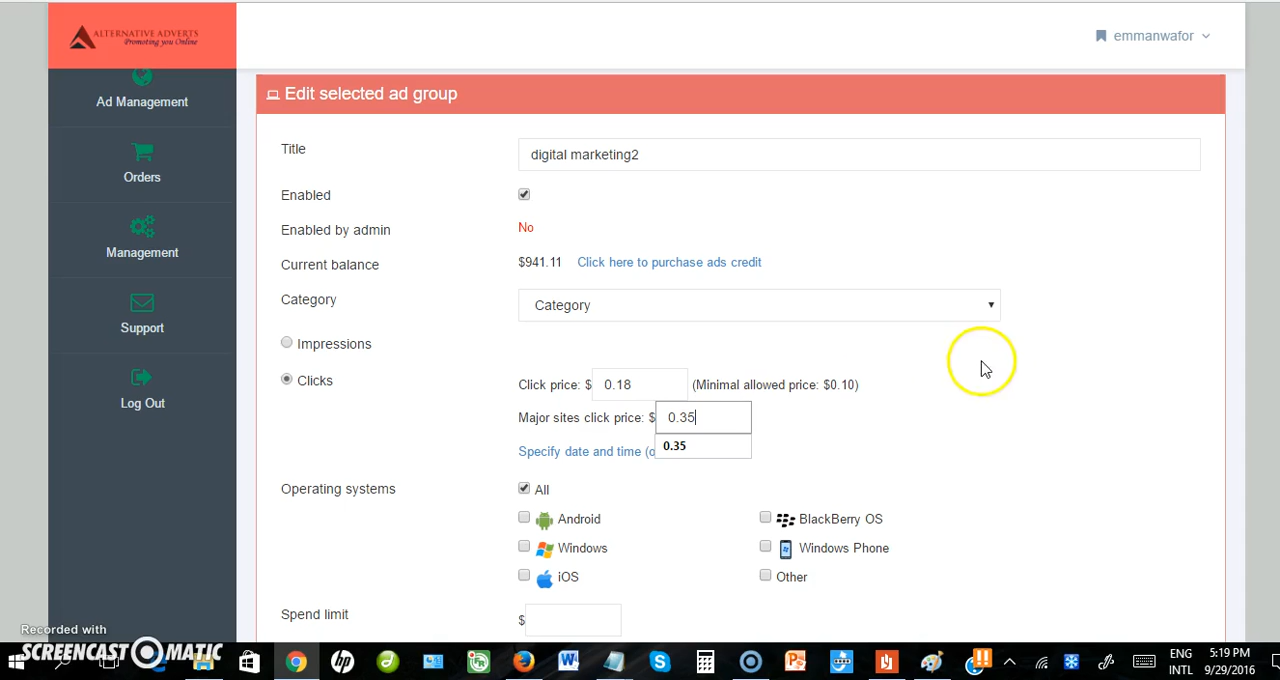 ALTERNATIVE ADVERTS
Promoting you Online
emmanwafor
Ad Management
Orders
Management
Support
Log Out
Edit selected ad group
Title
digital marketing2
Enabled
Enabled by admin
No
Current balance
$941.11 Click here to purchase ads credit
Category
Category
Impressions
Clicks
Click price: $ 0.18 (Minimal allowed price: $0.10)
Major sites click price: $ 0.35
0.35
Specify date and time (o
Operating systems
All
Android
BlackBerry OS
Windows
Windows Phone
iOS
Other
Spend limit
$
Recorded with
SCREENCAST MATIC
ENG
INTL
5:19 PM
9/29/2016